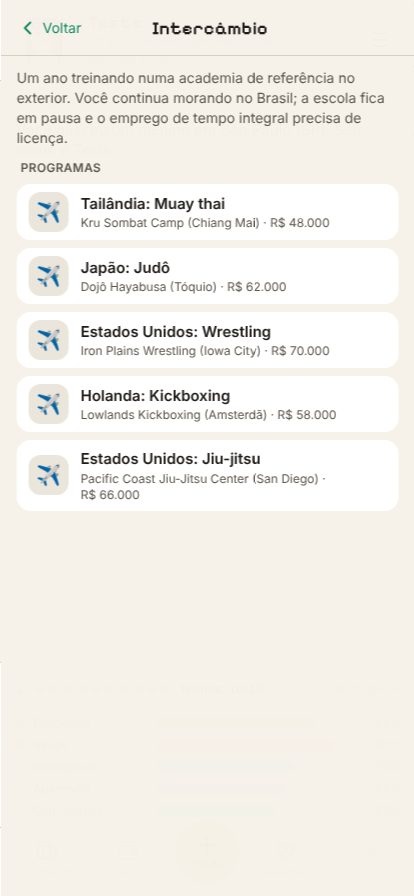 Voltar
Intercâmbio
Um ano treinando numa academia de referência no
exterior. Você continua morando no Brasil; a escola fica
em pausa e o emprego de tempo integral precisa de
licença.
PROGRAMAS
Tailândia: Muay thai
Kru Sombat Camp (Chiang Mai) · R$ 48.000
Japão: Judô
Dojô Hayabusa (Tóquio) · R$ 62.000
Estados Unidos: Wrestling
Iron Plains Wrestling (Iowa City) · R$ 70.000
Holanda: Kickboxing
Lowlands Kickboxing (Amsterdã) · R$ 58.000
Estados Unidos: Jiu-jitsu
Pacific Coast Jiu-Jitsu Center (San Diego) ·
R$ 66.000